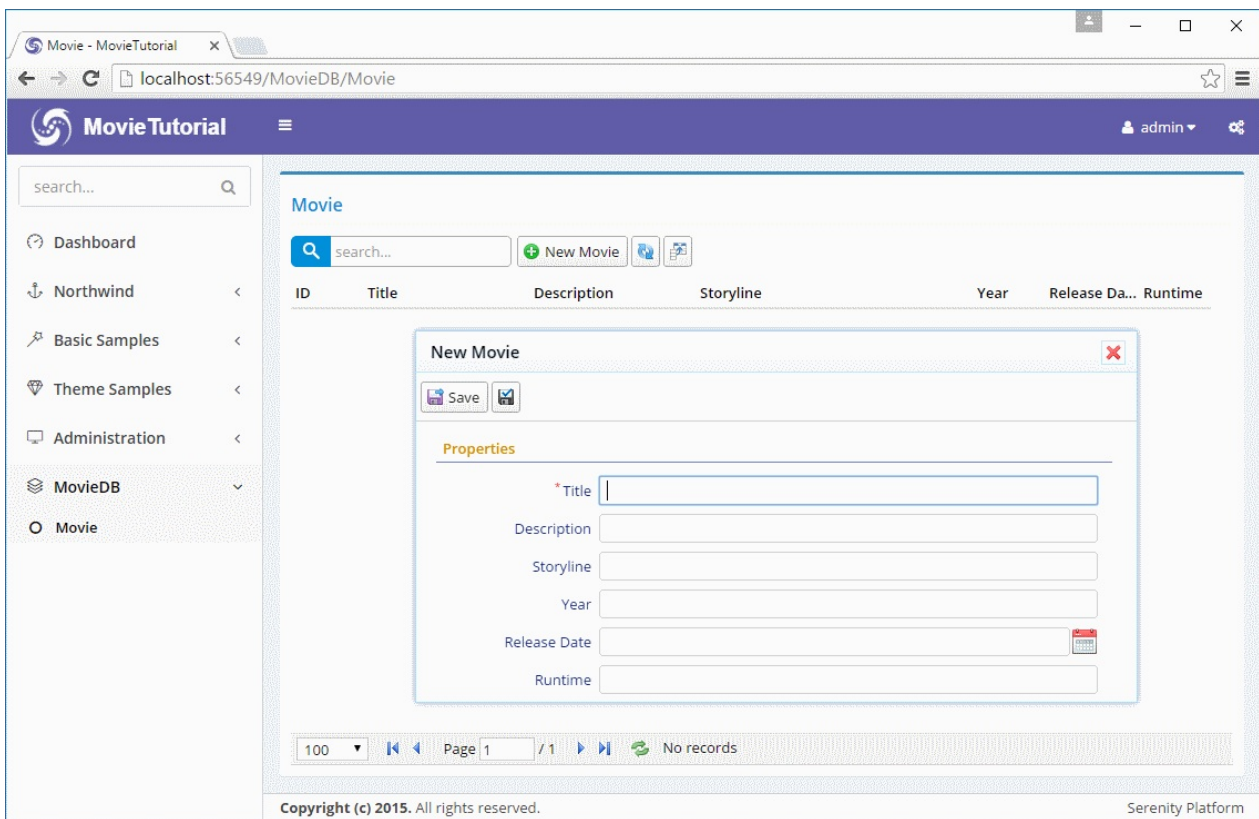 Movie - MovieTutorial
localhost:56549/MovieDB/Movie
MovieTutorial
admin
search...
Movie
Dashboard
search...
New Movie
Northwind
ID Title Description Storyline Year Release Da... Runtime
Basic Samples
New Movie
Theme Samples
Save
Administration
Properties
MovieDB
*Title
Movie
Description
Storyline
Year
Release Date
Runtime
100 Page 1 / 1 No records
Copyright (c) 2015. All rights reserved. Serenity Platform